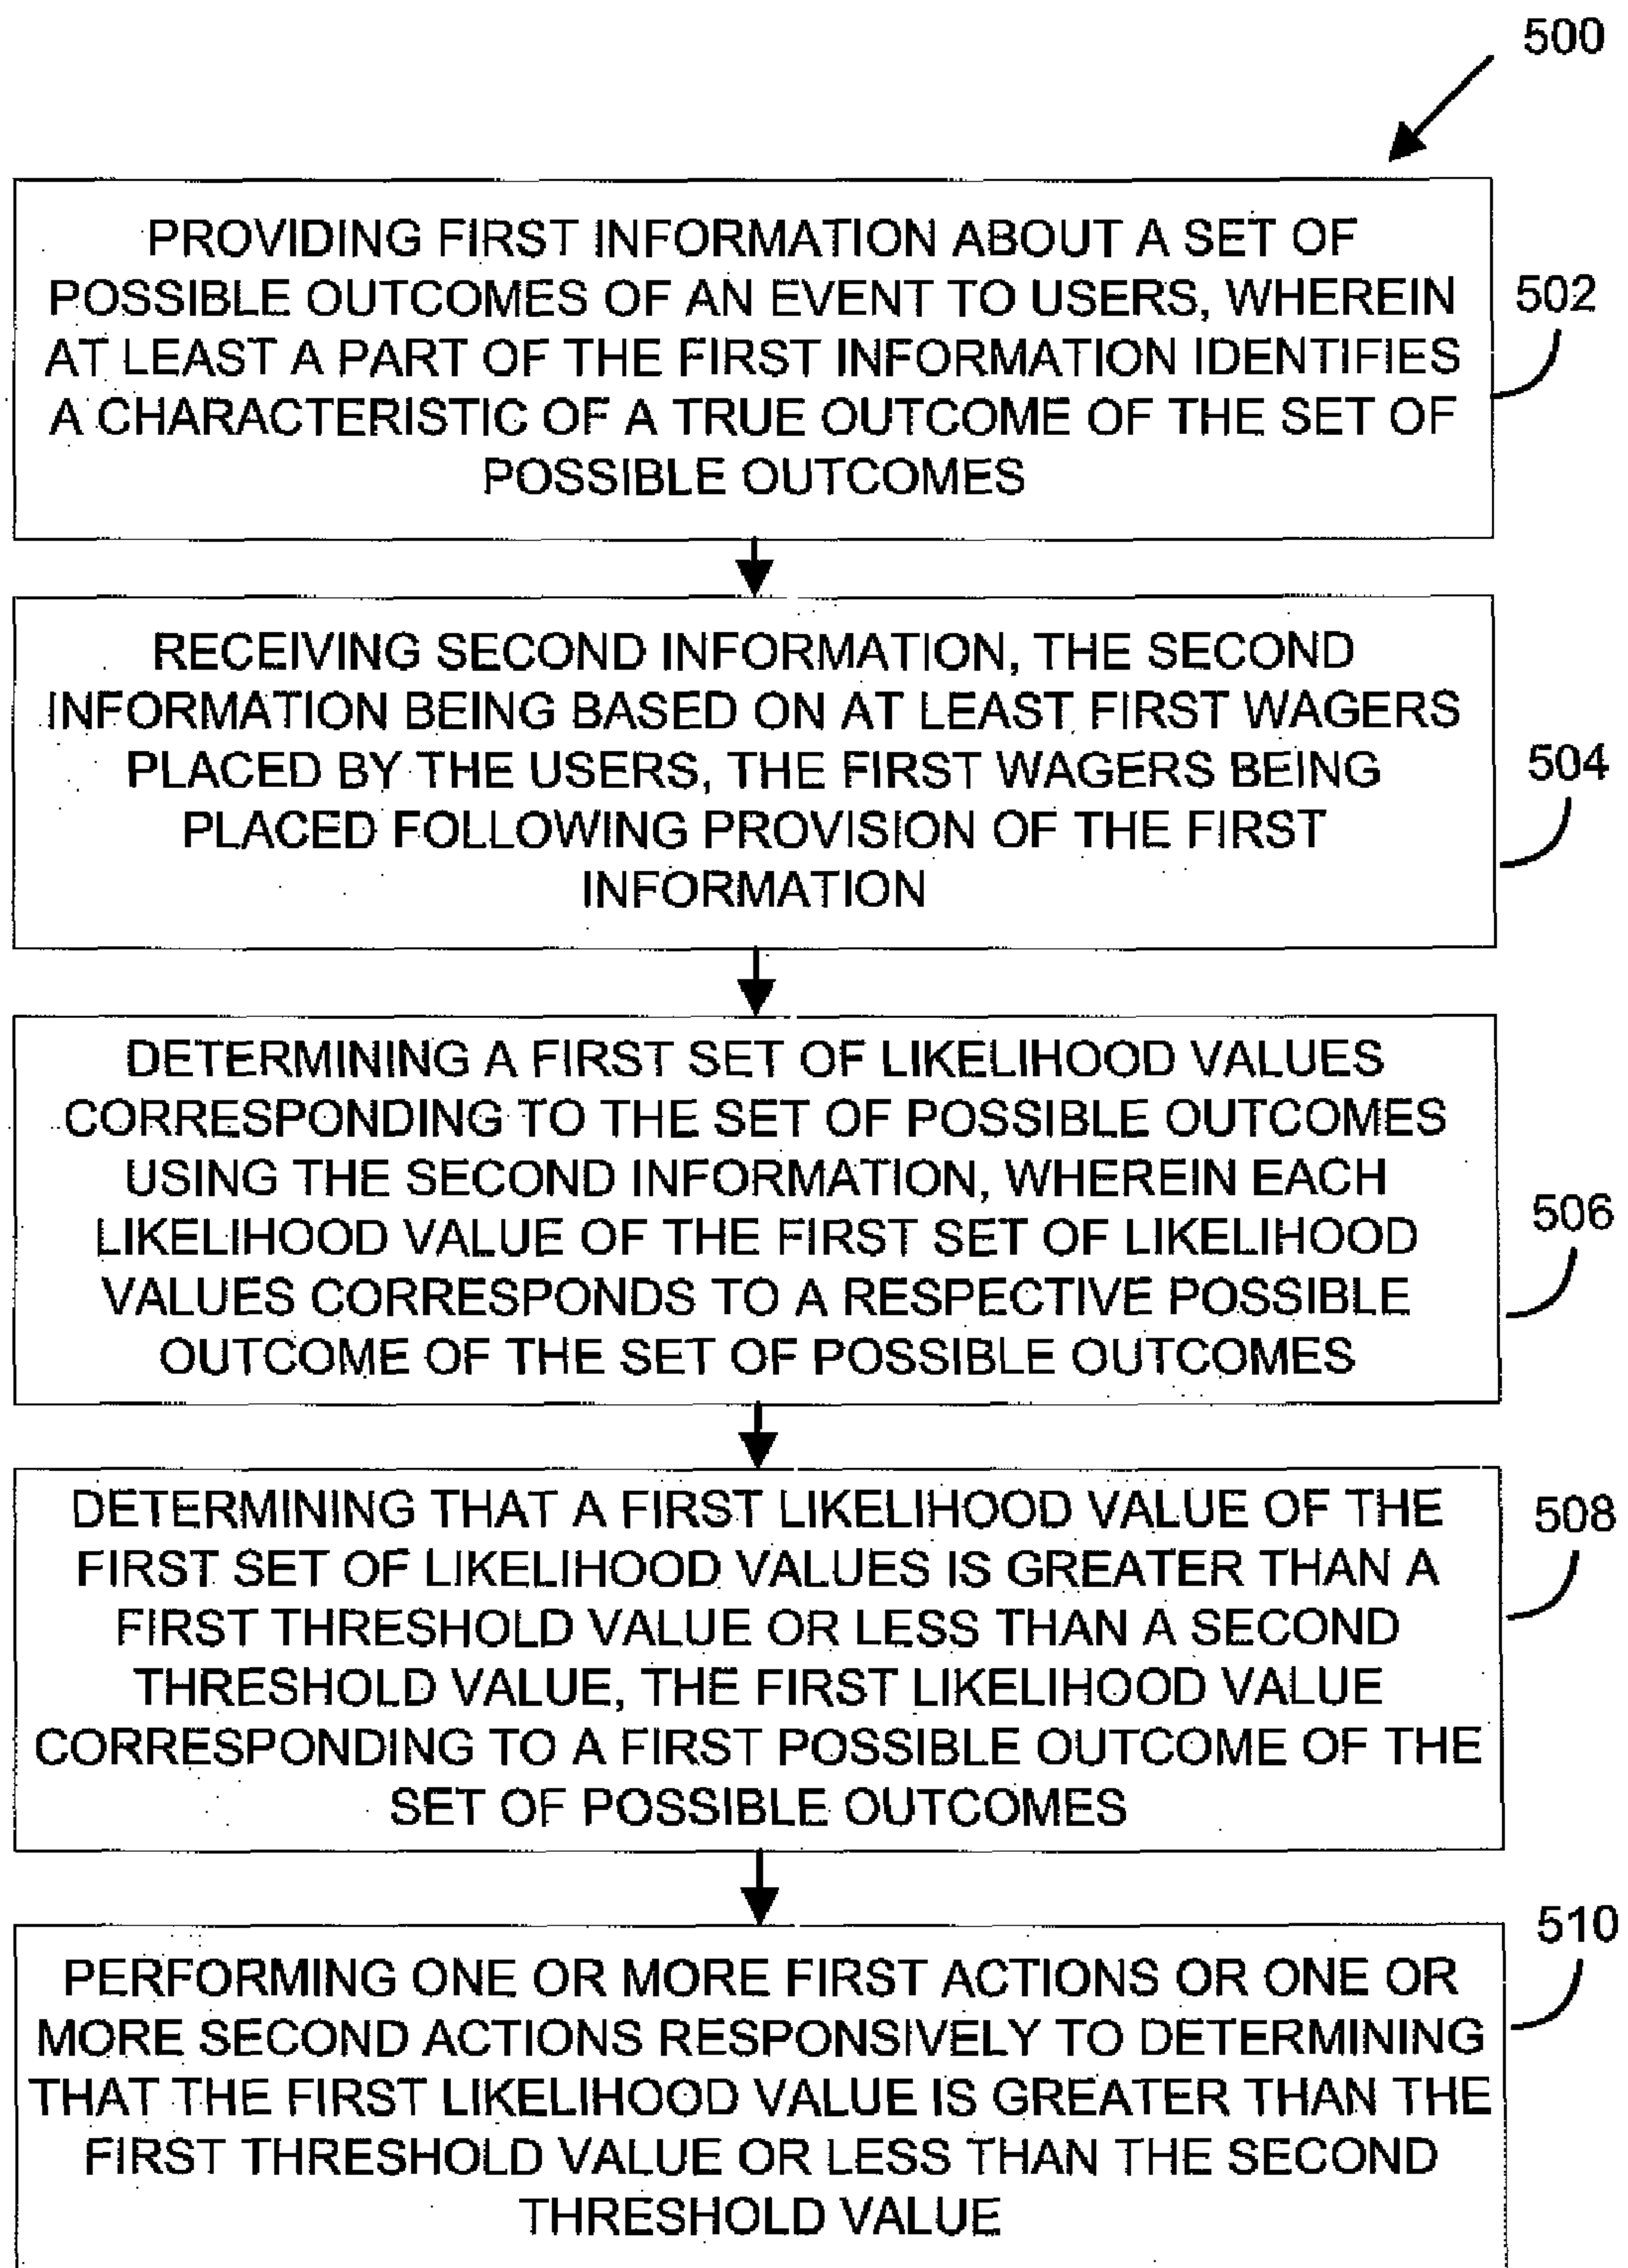 500
PROVIDING FIRST INFORMATION ABOUT A SET OF
POSSIBLE OUTCOMES OF AN EVENT TO USERS, WHEREIN
AT LEAST A PART OF THE FIRST INFORMATION IDENTIFIES
A CHARACTERISTIC OF A TRUE OUTCOME OF THE SET OF
POSSIBLE OUTCOMES
502
RECEIVING SECOND INFORMATION, THE SECOND
INFORMATION BEING BASED ON AT LEAST FIRST WAGERS
PLACED BY THE USERS, THE FIRST WAGERS BEING
PLACED FOLLOWING PROVISION OF THE FIRST
INFORMATION
504
DETERMINING A FIRST SET OF LIKELIHOOD VALUES
CORRESPONDING TO THE SET OF POSSIBLE OUTCOMES
USING THE SECOND INFORMATION, WHEREIN EACH
LIKELIHOOD VALUE OF THE FIRST SET OF LIKELIHOOD
VALUES CORRESPONDS TO A RESPECTIVE POSSIBLE
OUTCOME OF THE SET OF POSSIBLE OUTCOMES
506
DETERMINING THAT A FIRST LIKELIHOOD VALUE OF THE
FIRST SET OF LIKELIHOOD VALUES IS GREATER THAN A
FIRST THRESHOLD VALUE OR LESS THAN A SECOND
THRESHOLD VALUE, THE FIRST LIKELIHOOD VALUE
CORRESPONDING TO A FIRST POSSIBLE OUTCOME OF THE
SET OF POSSIBLE OUTCOMES
508
PERFORMING ONE OR MORE FIRST ACTIONS OR ONE OR
MORE SECOND ACTIONS RESPONSIVELY TO DETERMINING
THAT THE FIRST LIKELIHOOD VALUE IS GREATER THAN THE
FIRST THRESHOLD VALUE OR LESS THAN THE SECOND
THRESHOLD VALUE
510